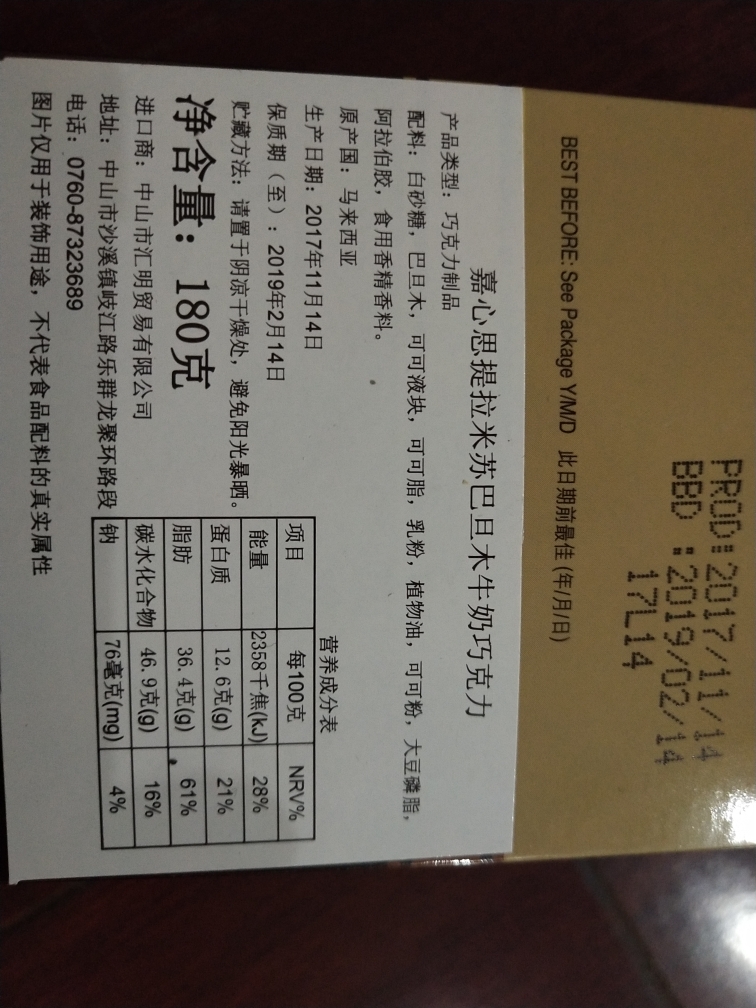 PROD:2017/11/14
BBD :2019/02/14
17L14
BEST BEFORE: See Package Y/M/D 此日期前最佳 (年/月/日)
嘉心思提拉米苏巴旦木牛奶巧克力
产品类型：巧克力制品
配料：白砂糖，巴旦木，可可液块，可可脂，乳粉，植物油，可可粉，大豆磷脂，
阿拉伯胶，食用香精香料。
原产国：马来西亚
生产日期：2017年11月14日
保质期（至）：2019年2月14日
贮藏方法：请置于阴凉干燥处，避免阳光暴晒。
净含量：180克
进口商：中山市汇明贸易有限公司
地址：中山市沙溪镇岐江路乐群龙聚环路段
电话：0760-87323689
图片仅用于装饰用途，不代表食品配料的真实属性
营养成分表
项目 每100克 NRV%
能量 2358千焦(kJ) 28%
蛋白质 12.6克(g) 21%
脂肪 36.4克(g) 61%
碳水化合物 46.9克(g) 16%
钠 76毫克(mg) 4%